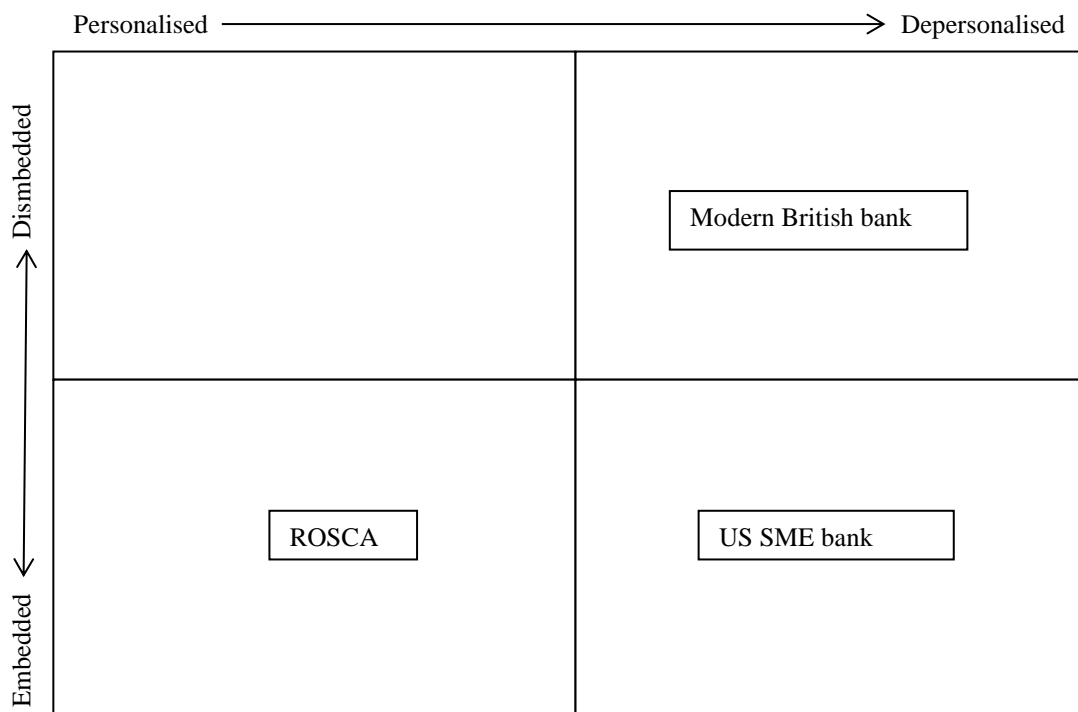 Personalised
Depersonalised
Dismbedded
Modern British bank
Embedded
ROSCA
US SME bank